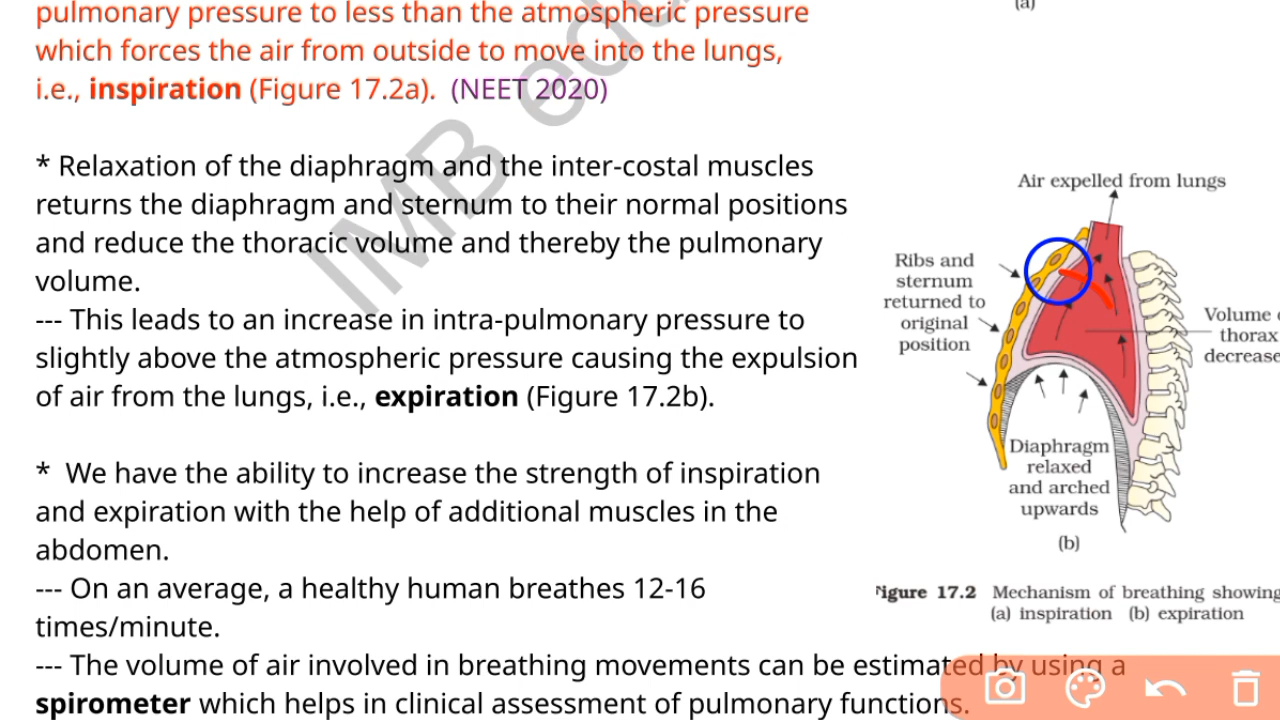 pulmonary pressure to less than the atmospheric pressure
which forces the air from outside to move into the lungs,
i.e., inspiration (Figure 17.2a). (NEET 2020)
* Relaxation of the diaphragm and the inter-costal muscles
returns the diaphragm and sternum to their normal positions
and reduce the thoracic volume and thereby the pulmonary
volume.
--- This leads to an increase in intra-pulmonary pressure to
slightly above the atmospheric pressure causing the expulsion
of air from the lungs, i.e., expiration (Figure 17.2b).
* We have the ability to increase the strength of inspiration
and expiration with the help of additional muscles in the
abdomen.
--- On an average, a healthy human breathes 12-16
times/minute.
--- The volume of air involved in breathing movements can be estimated by using a
spirometer which helps in clinical assessment of pulmonary functions.
(a)
Air expelled from lungs
Ribs and
sternum
returned to
original
position
Volume
thorax
decrease
Diaphragm
relaxed
and arched
upwards
(b)
Figure 17.2 Mechanism of breathing showing
(a) inspiration (b) expiration
IMB